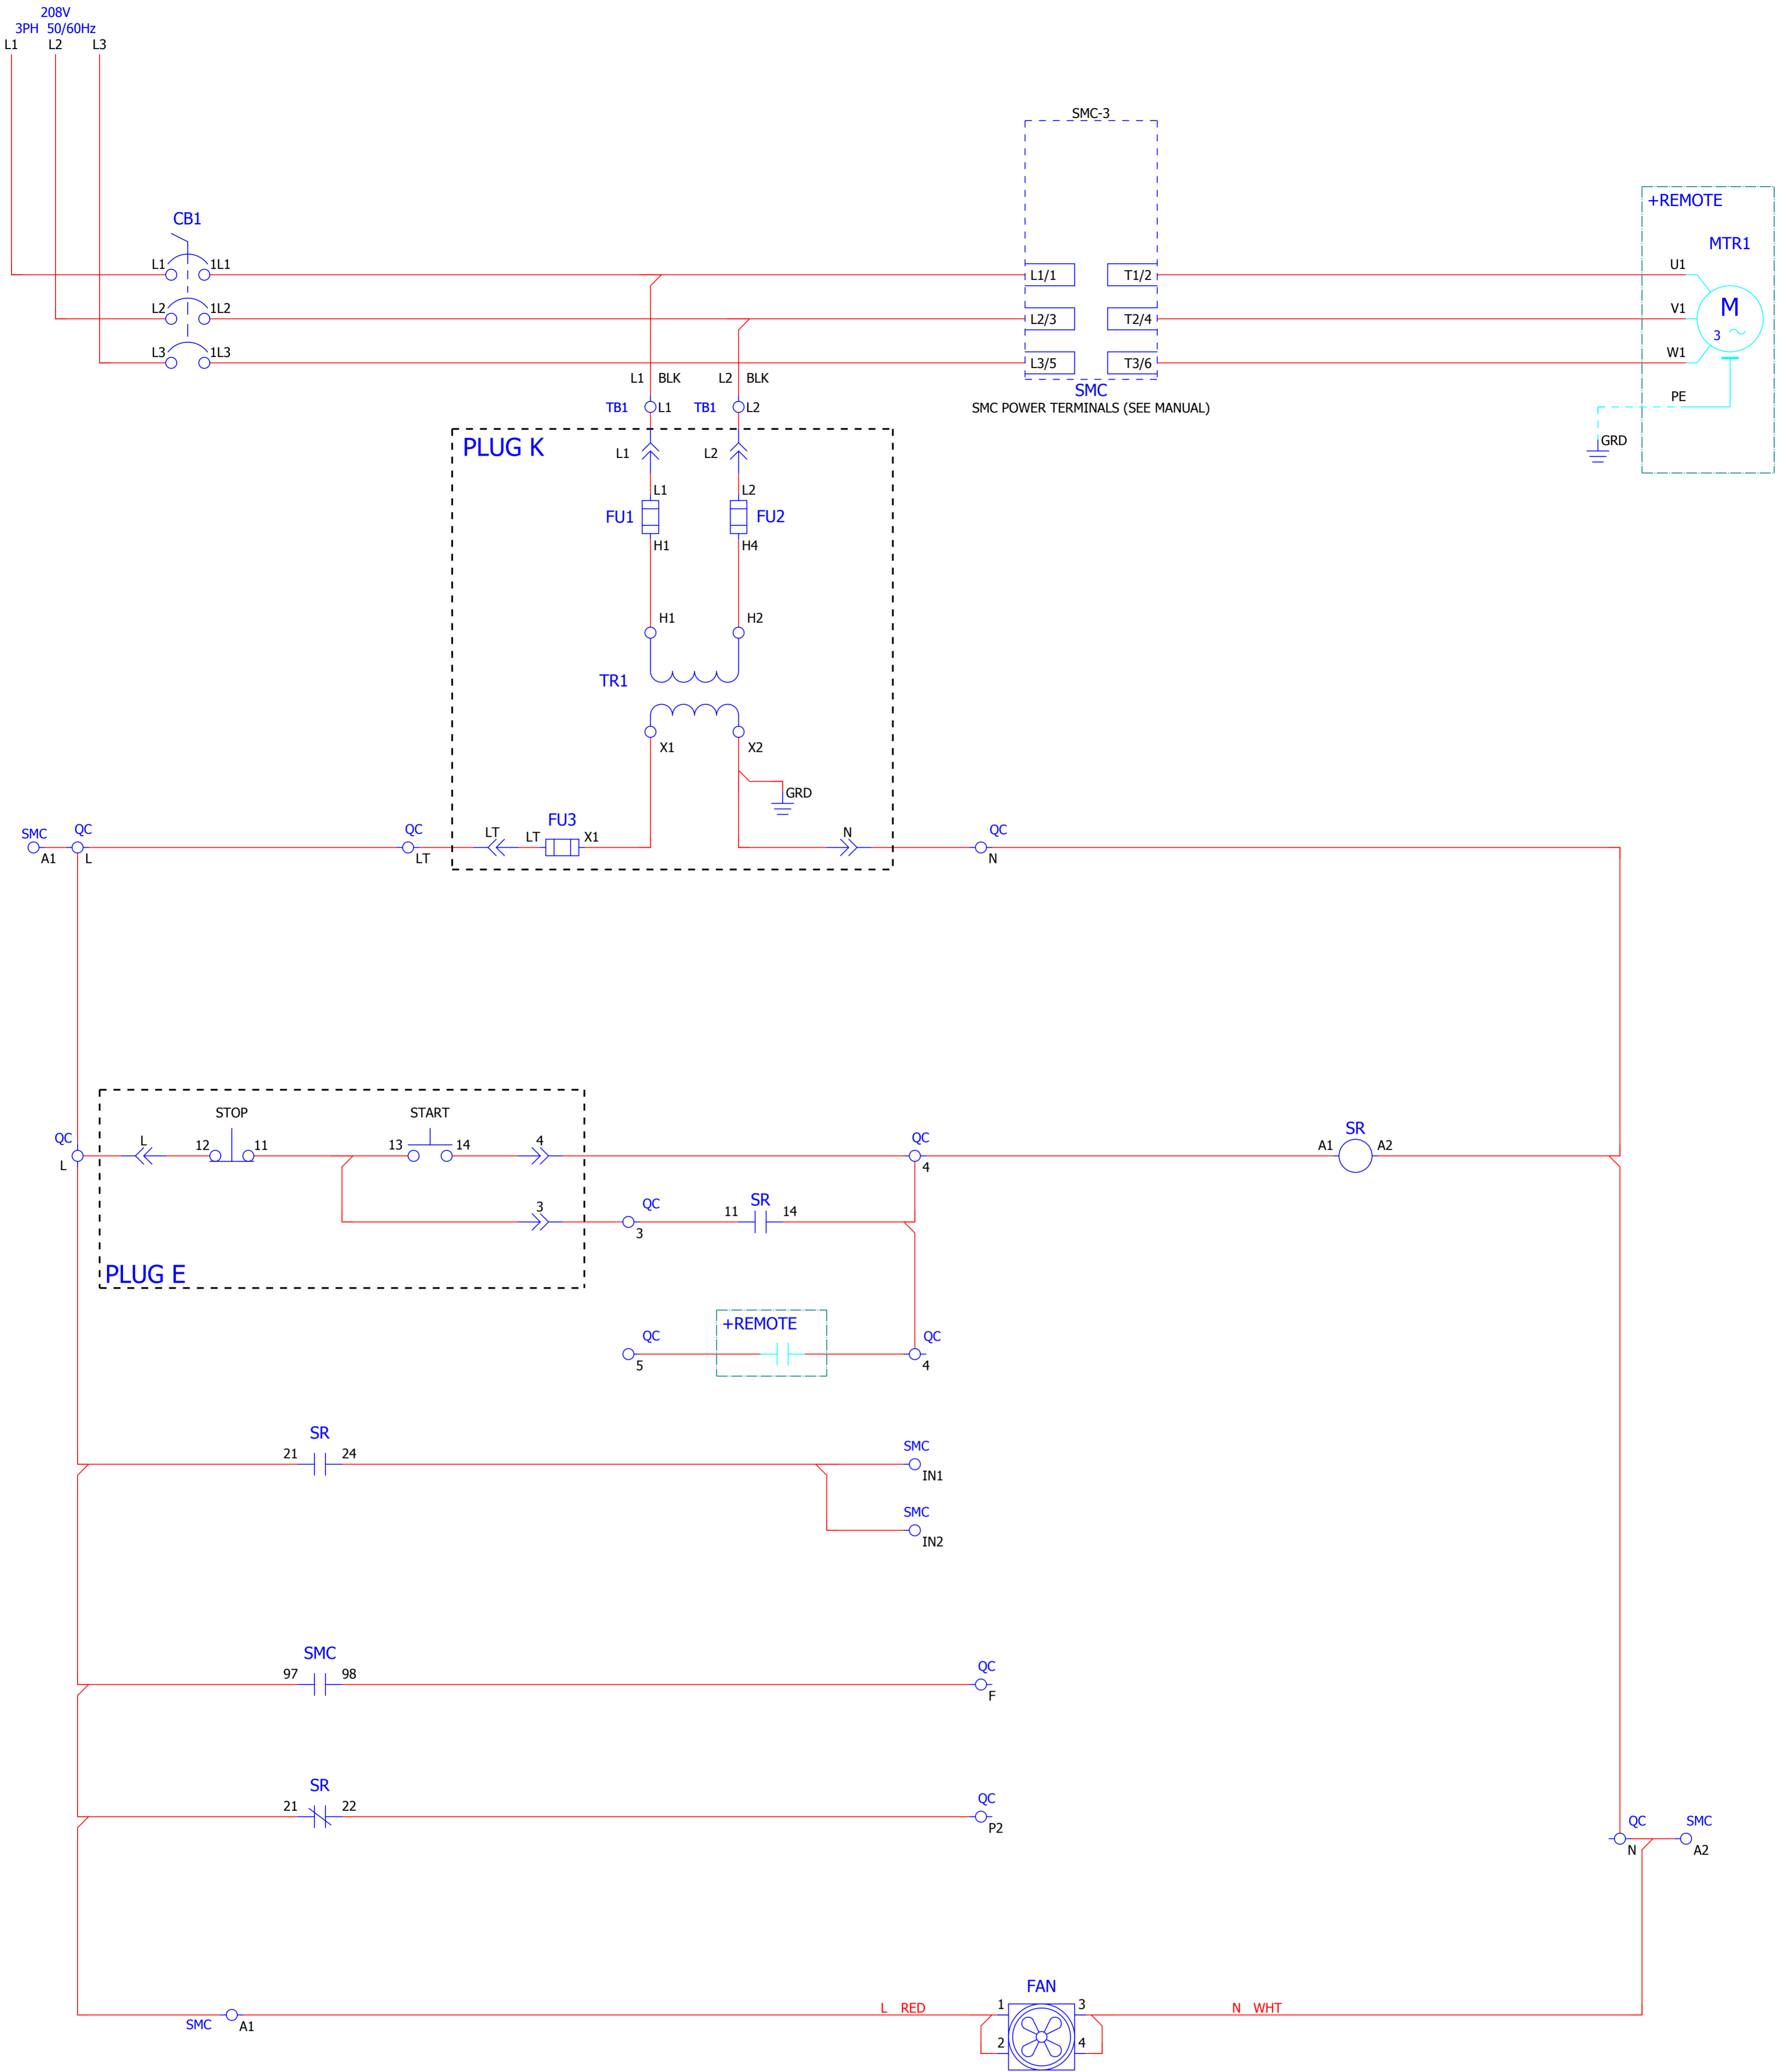 208V
3PH 50/60Hz
L1 L2 L3
SMC-3
+REMOTE
CB1
MTR1
L1 1L1 L1/1 T1/2 U1
L2 1L2 L2/3 T2/4 V1
M
3
L3 1L3 L3/5 T3/6 W1
L1 BLK L2 BLK
SMC
SMC POWER TERMINALS (SEE MANUAL)
PE
TB1 L1 TB1 L2
GRD
PLUG K
L1 L2
L1 L2
FU1 FU2
H1 H4
H1 H2
TR1
X1 X2
GRD
FU3
SMC QC QC LT LT X1 N QC
A1 L LT N
STOP START
QC L 12 11 13 14 4 QC SR
A1 A2
L 4
3 QC SR
11 14
3
PLUG E
+REMOTE
QC QC
5 4
SR
21 24 SMC
IN1
SMC
IN2
SMC
97 98 QC
F
SR
21 22 QC
P2
QC SMC
N A2
FAN
L RED 1 3 N WHT
SMC A1
2 4